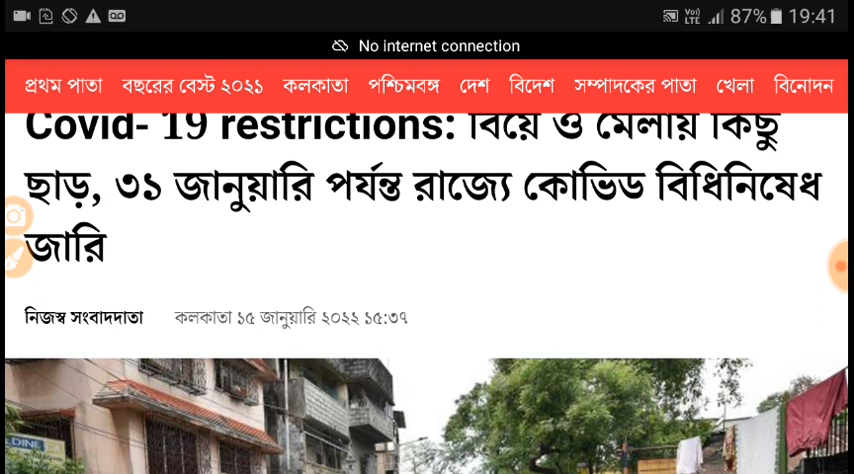 87% 19:41
No internet connection
প্রথম পাতা বছরের বেস্ট ২০২১ কলকাতা পশ্চিমবঙ্গ দেশ বিদেশ সম্পাদকের পাতা খেলা বিনোদন
Covid- 19 restrictions: বিয়ে ও মেলায় কিছু
ছাড়, ৩১ জানুয়ারি পর্যন্ত রাজ্যে কোভিড বিধিনিষেধ
জারি
নিজস্ব সংবাদদাতা কলকাতা ১৫ জানুয়ারি ২০২২ ১৫:৩৭